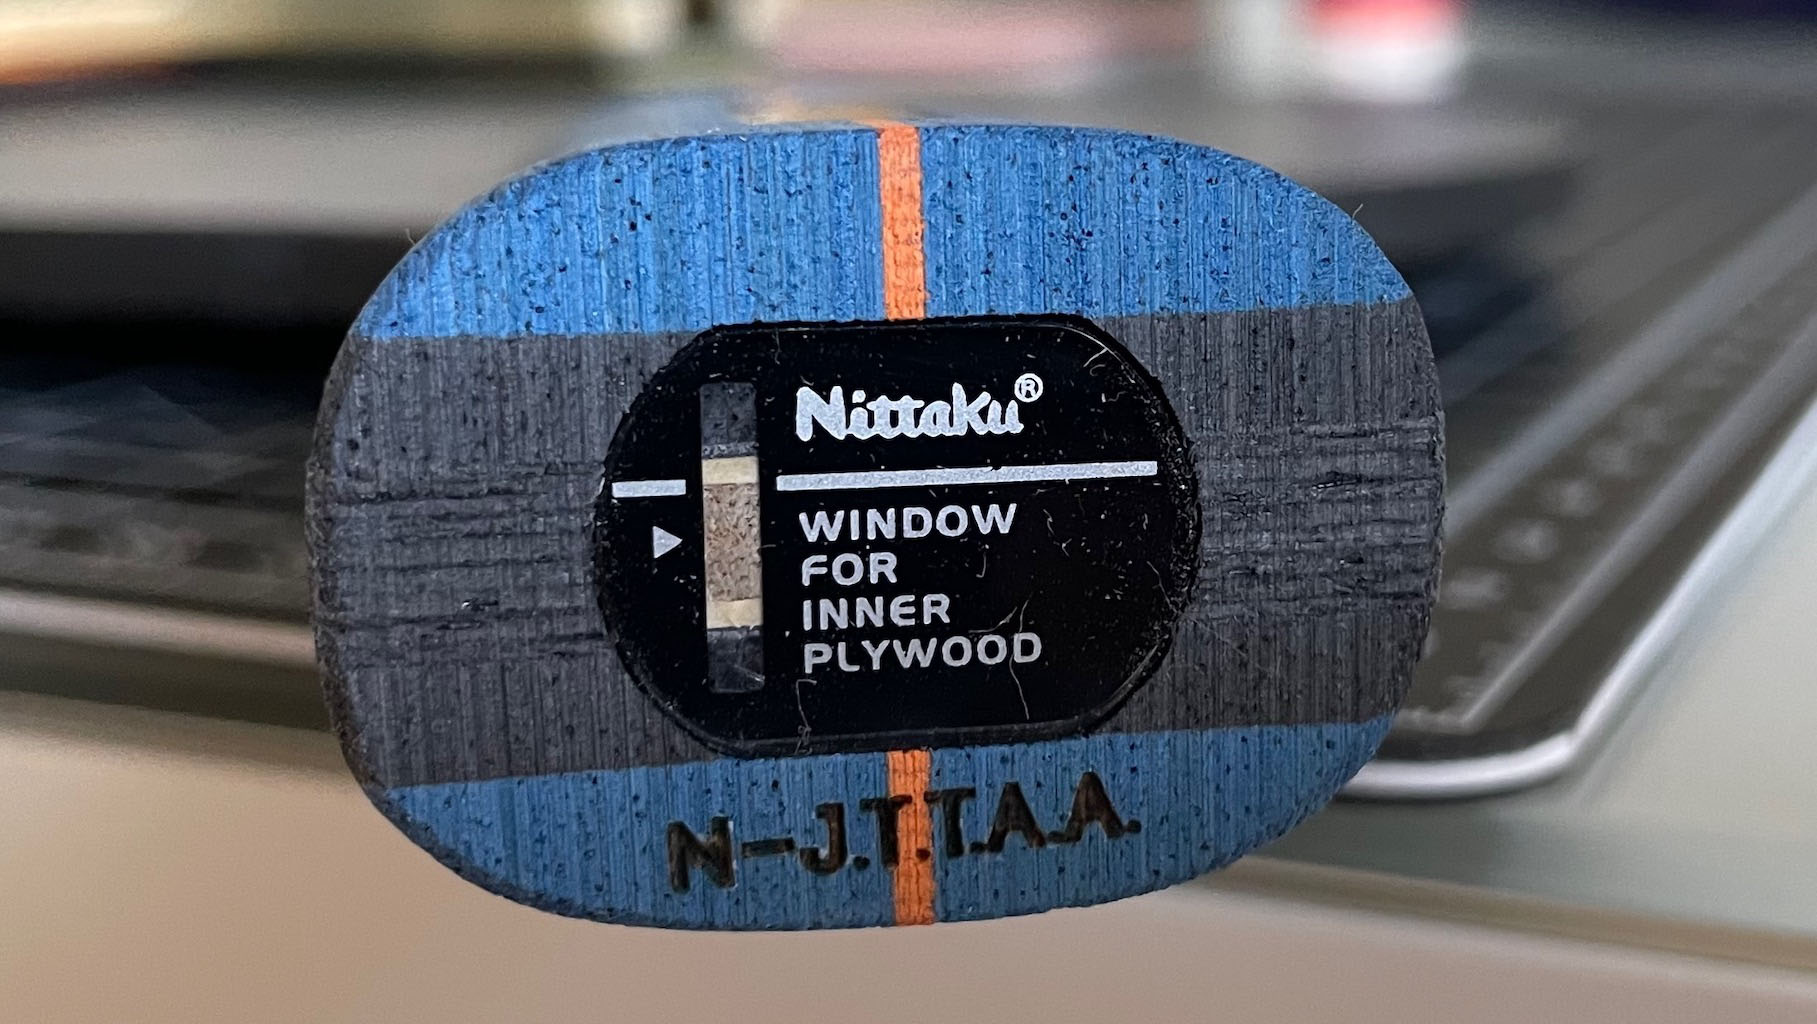 Nittaku®
WINDOW
FOR
INNER
PLYWOOD
N-J.T.T.A.A.